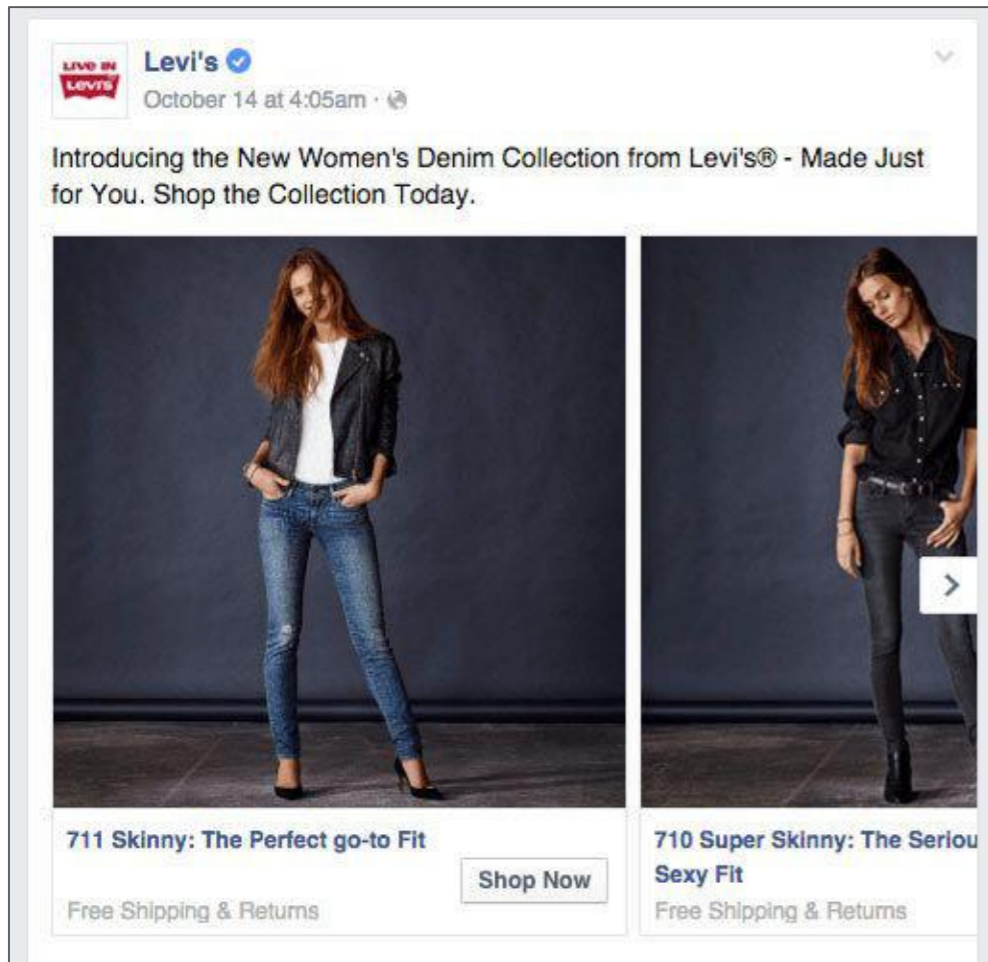 LIVE IN
Levi's
Levi's
October 14 at 4:05am ·
Introducing the New Women's Denim Collection from Levi's® - Made Just
for You. Shop the Collection Today.
711 Skinny: The Perfect go-to Fit
Shop Now
Free Shipping & Returns
710 Super Skinny: The Seriou
Sexy Fit
Free Shipping & Returns